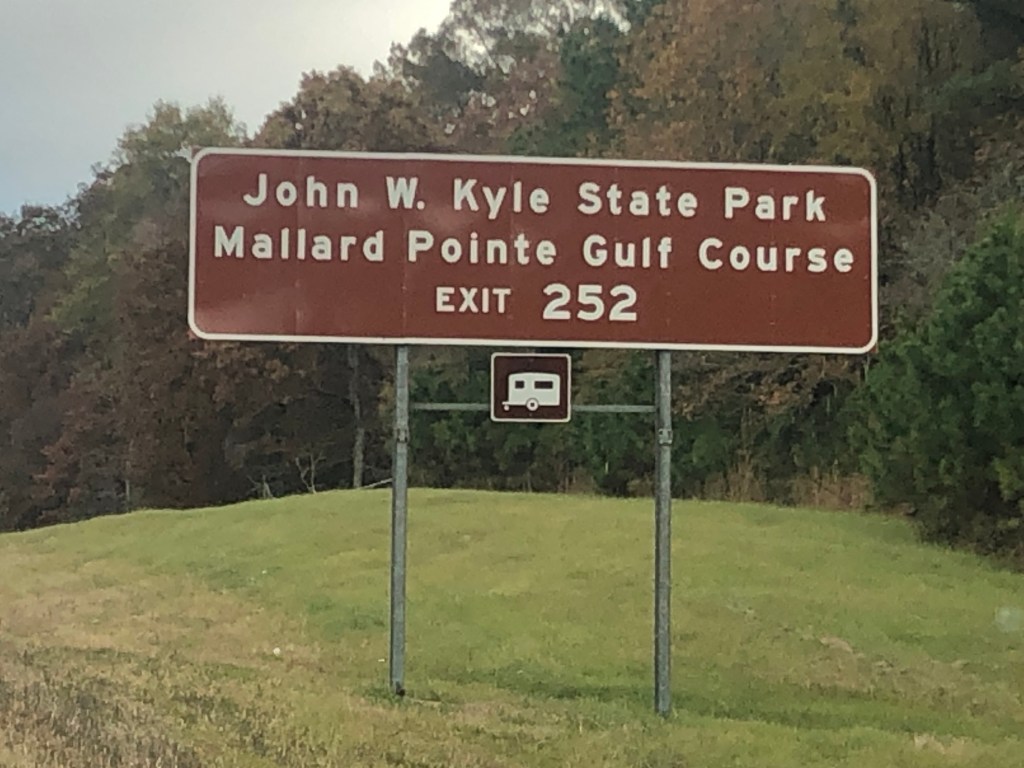 John W. Kyle State Park
Mallard Pointe Gulf Course
EXIT 252